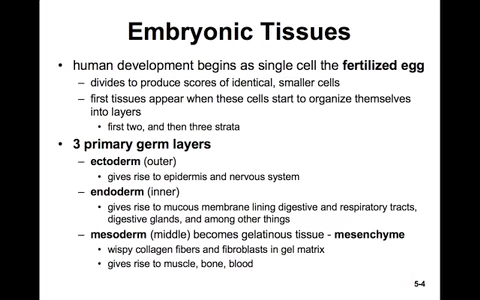 Embryonic Tissues
• human development begins as single cell the fertilized egg
– divides to produce scores of identical, smaller cells
– first tissues appear when these cells start to organize themselves
into layers
• first two, and then three strata
• 3 primary germ layers
– ectoderm (outer)
• gives rise to epidermis and nervous system
– endoderm (inner)
• gives rise to mucous membrane lining digestive and respiratory tracts,
digestive glands, and among other things
– mesoderm (middle) becomes gelatinous tissue - mesenchyme
• wispy collagen fibers and fibroblasts in gel matrix
• gives rise to muscle, bone, blood
5-4